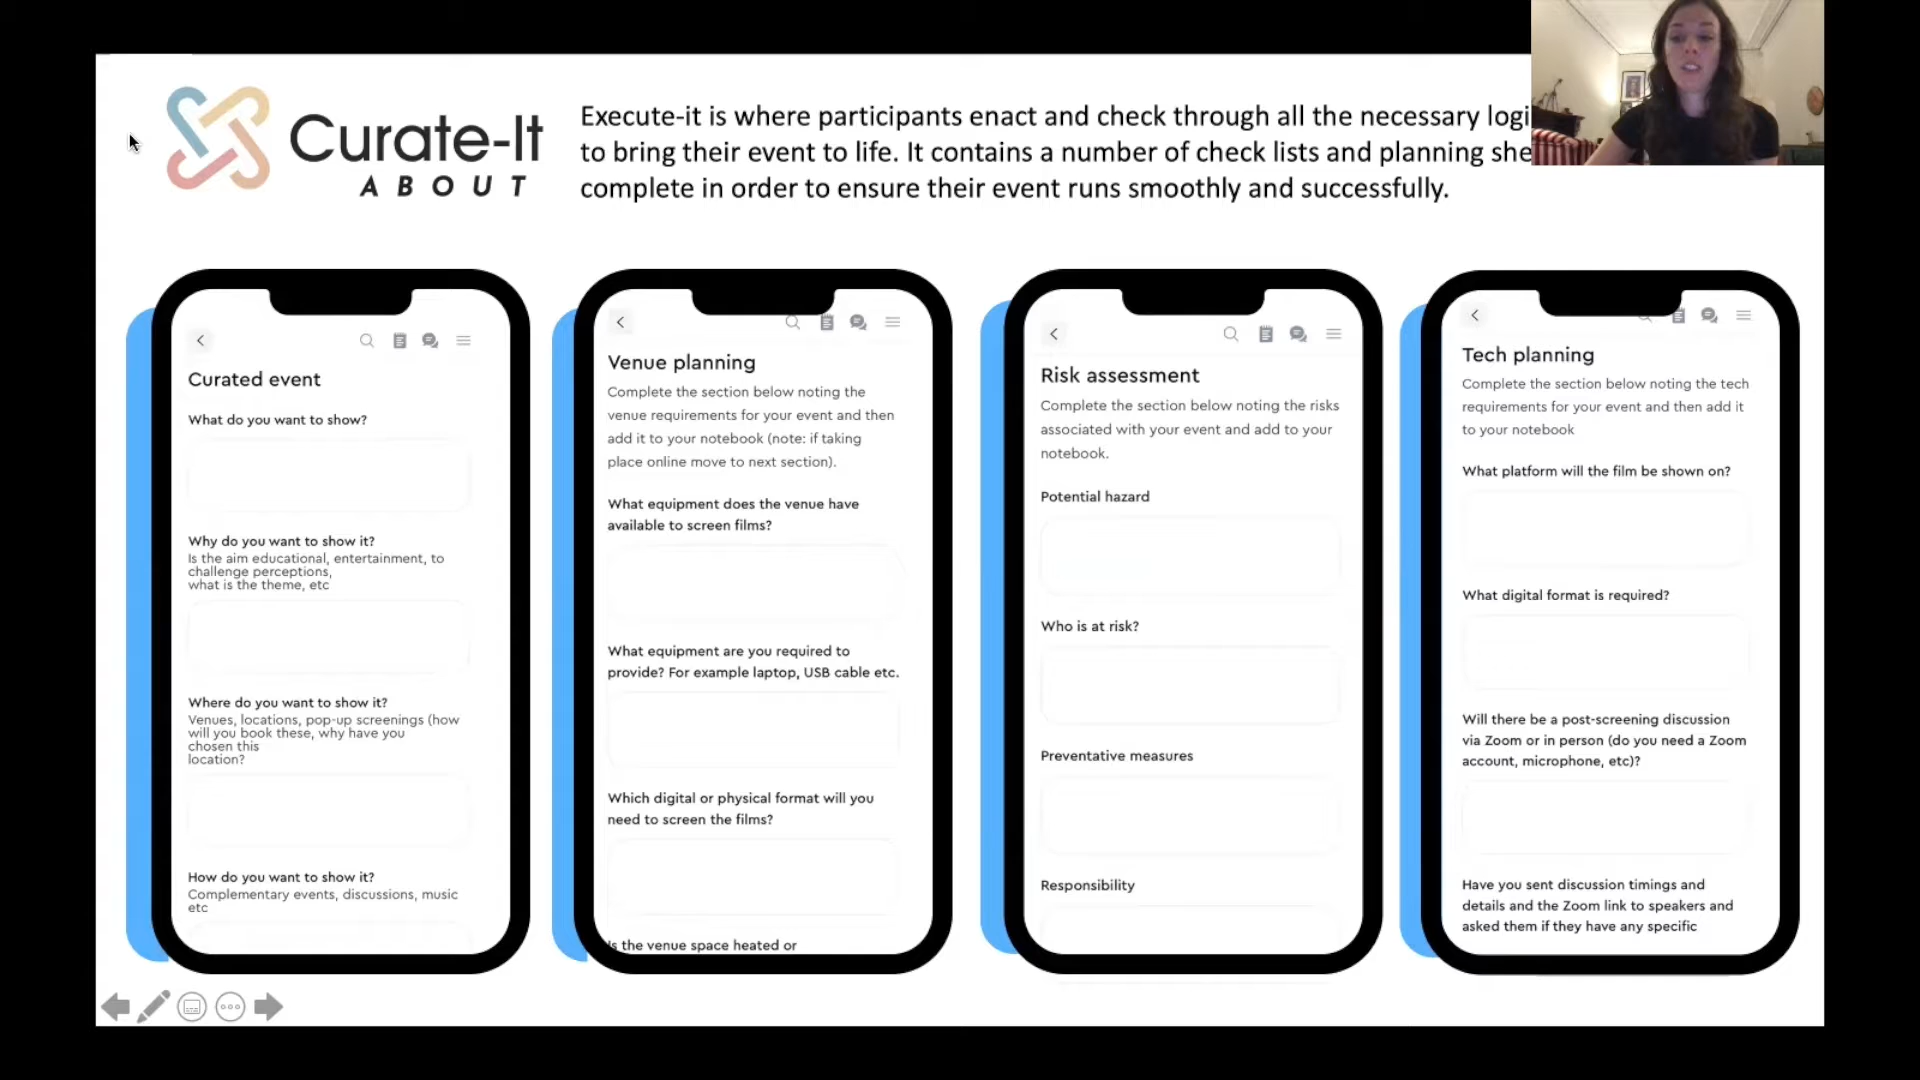 Curate-It
ABOUT
Execute-it is where participants enact and check through all the necessary
to bring their event to life. It contains a number of check lists and planning
complete in order to ensure their event runs smoothly and successfully.
Curated event
What do you want to show?
Why do you want to show it?
Is the aim educational, entertainment, to
challenge perceptions,
what is the theme, etc
Where do you want to show it?
Venues, locations, pop-up screenings (how
will you book these, why have you
chosen this
location?
How do you want to show it?
Complementary events, discussions, music
etc
Venue planning
Complete the section below noting the
venue requirements for your event and then
add it to your notebook (note: if taking
place online move to next section).
What equipment does the venue have
available to screen films?
What equipment are you required to
provide? For example laptop, USB cable etc.
Which digital or physical format will you
need to screen the films?
Is the venue space heated or
Risk assessment
Complete the section below noting the risks
associated with your event and add to your
notebook.
Potential hazard
Who is at risk?
Preventative measures
Responsibility
Tech planning
Complete the section below noting the tech
requirements for your event and then add it
to your notebook
What platform will the film be shown on?
What digital format is required?
Will there be a post-screening discussion
via Zoom or in person (do you need a Zoom
account, microphone, etc)?
Have you sent discussion timings and
details and the Zoom link to speakers and
asked them if they have any specific